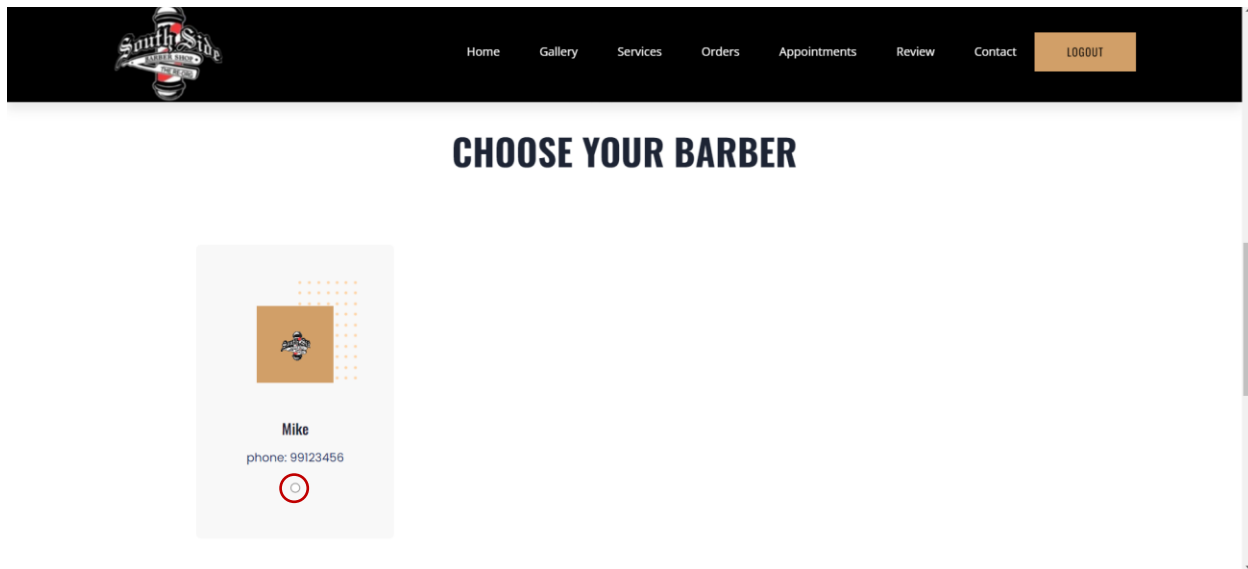 South Side
BARBER SHOP
Home Gallery Services Orders Appointments Review Contact LOGOUT
CHOOSE YOUR BARBER
Mike
phone: 99123456